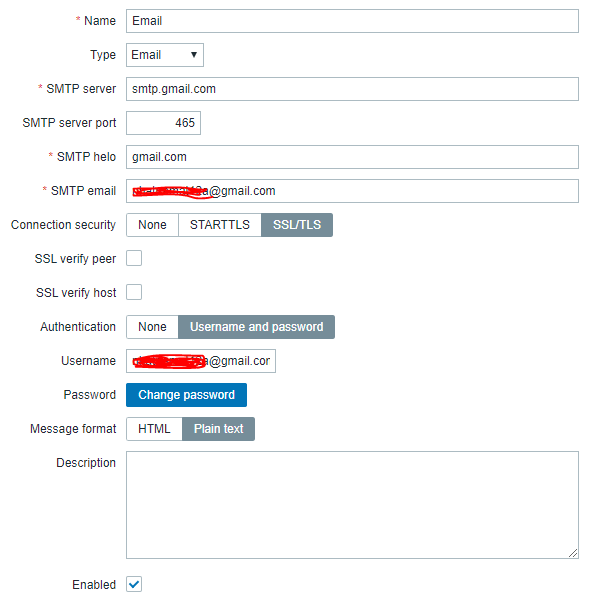 * Name Email
Type Email
* SMTP server smtp.gmail.com
SMTP server port 465
* SMTP helo gmail.com
* SMTP email @gmail.com
Connection security None STARTTLS SSL/TLS
SSL verify peer
SSL verify host
Authentication None Username and password
Username @gmail.cor
Password Change password
Message format HTML Plain text
Description
Enabled